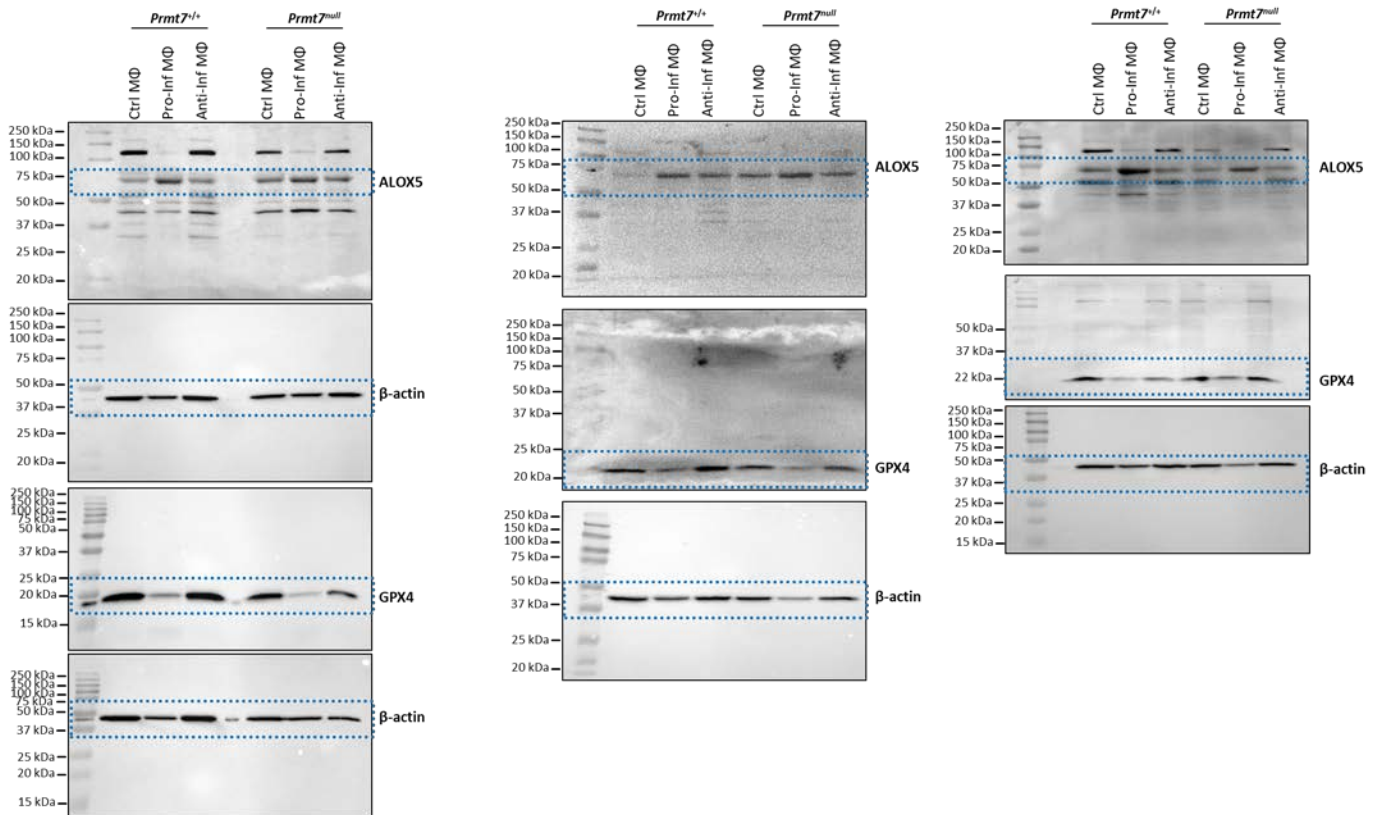 Prmt7+/+ Prmt7null
Ctrl MΦ
Pro-Inf MΦ
Anti-Inf MΦ
Ctrl MΦ
Pro-Inf MΦ
Anti-Inf MΦ
250 kDa
150 kDa
100 kDa
75 kDa
50 kDa
37 kDa
25 kDa
20 kDa
ALOX5
250 kDa
150 kDa
100 kDa
75 kDa
50 kDa
37 kDa
25 kDa
20 kDa
β-actin
250 kDa
150 kDa
100 kDa
75 kDa
50 kDa
37 kDa
25 kDa
20 kDa
15 kDa
GPX4
250 kDa
150 kDa
100 kDa
75 kDa
50 kDa
37 kDa
25 kDa
20 kDa
15 kDa
β-actin
Prmt7+/+ Prmt7null
Ctrl MΦ
Pro-Inf MΦ
Anti-Inf MΦ
Ctrl MΦ
Pro-Inf MΦ
Anti-Inf MΦ
250 kDa
150 kDa
100 kDa
75 kDa
50 kDa
37 kDa
25 kDa
20 kDa
ALOX5
250 kDa
150 kDa
100 kDa
75 kDa
50 kDa
37 kDa
25 kDa
20 kDa
GPX4
250 kDa
150 kDa
100 kDa
75 kDa
50 kDa
37 kDa
25 kDa
20 kDa
β-actin
Prmt7+/+ Prmt7null
Ctrl MΦ
Pro-Inf MΦ
Anti-Inf MΦ
Ctrl MΦ
Pro-Inf MΦ
Anti-Inf MΦ
250 kDa
150 kDa
100 kDa
75 kDa
50 kDa
37 kDa
25 kDa
20 kDa
ALOX5
50 kDa
37 kDa
22 kDa
GPX4
250 kDa
150 kDa
100 kDa
75 kDa
50 kDa
37 kDa
25 kDa
20 kDa
15 kDa
β-actin